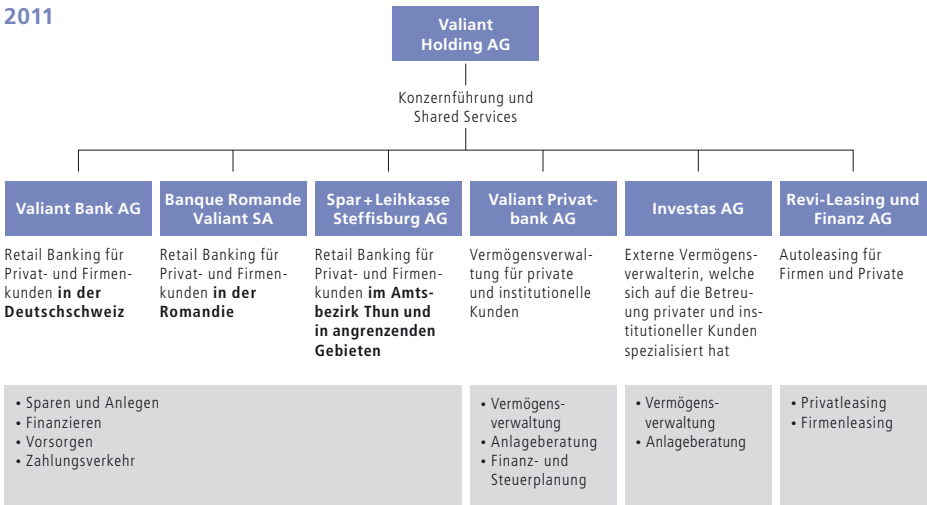 2011
Valiant
Holding AG
Konzernführung und
Shared Services
Valiant Bank AG
Banque Romande
Valiant SA
Spar+Leihkasse
Steffisburg AG
Valiant Privat-
bank AG
Investas AG
Revi-Leasing und
Finanz AG
Retail Banking für
Privat- und Firmen-
kunden in der
Deutschschweiz
Retail Banking für
Privat- und Firmen-
kunden in der
Romandie
Retail Banking für
Privat- und Firmen-
kunden im Amts-
bezirk Thun und
in angrenzenden
Gebieten
Vermögensverwal-
tung für private
und institutionelle
Kunden
Externe Vermögens-
verwalterin, welche
sich auf die Betreu-
ung privater und ins-
titutioneller Kunden
spezialisiert hat
Autoleasing für
Firmen und Private
• Sparen und Anlegen
• Finanzieren
• Vorsorgen
• Zahlungsverkehr
• Vermögens-
verwaltung
• Anlageberatung
• Finanz- und
Steuerplanung
• Vermögens-
verwaltung
• Anlageberatung
• Privatleasing
• Firmenleasing